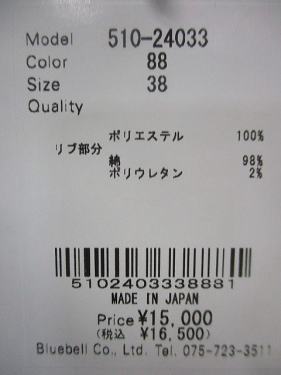 Model 510-24033
Color 88
Size 38
Quality
ポリエステル 100%
リブ部分
綿 98%
ポリウレタン 2%
5102403338881
MADE IN JAPAN
Price ¥15,000
(税込 ¥16,500)
Bluebell Co., Ltd. Tel. 075-723-3511